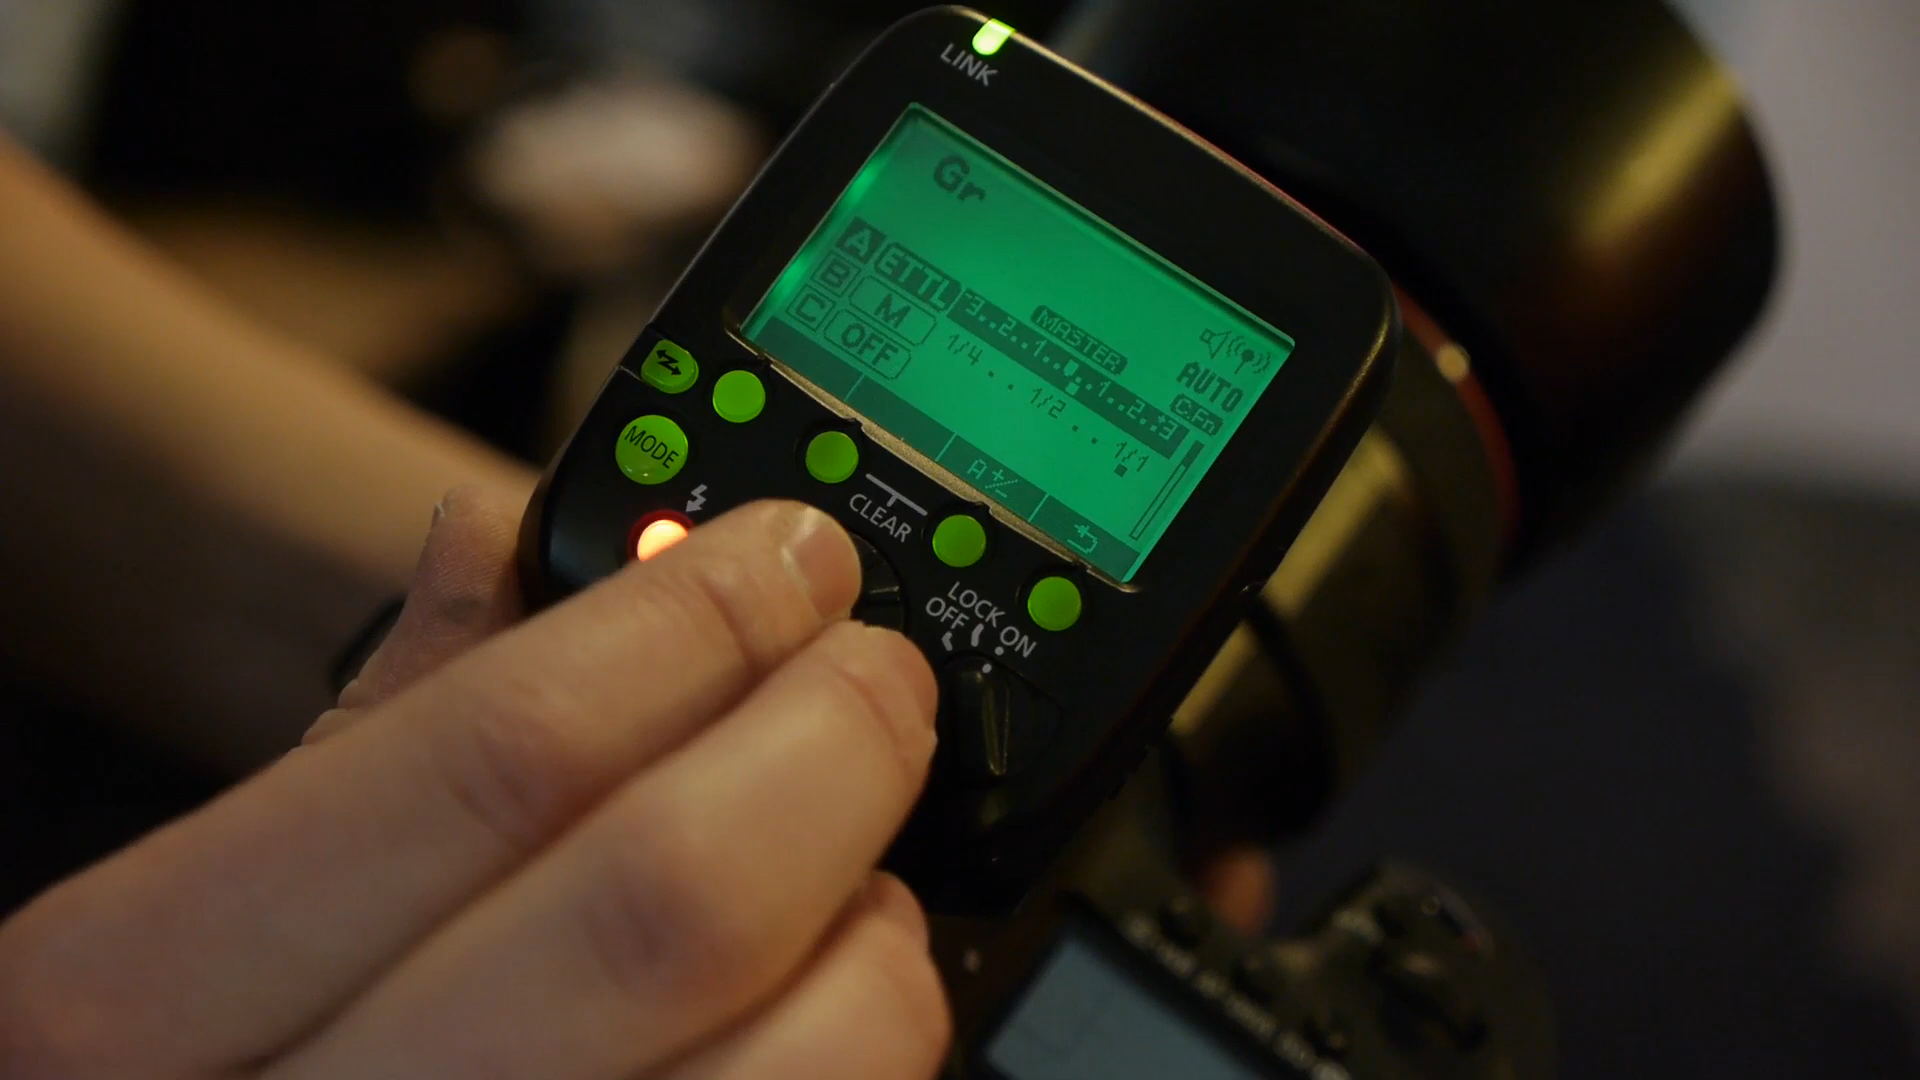 LINK
Gr
MASTER
AUTO
C.Fn
A ETTL -3..2..1..•..1..2..+3
B M 1/4 . . 1/2 . . 1/1
C OFF
A±
MODE
CLEAR
LOCK
OFF ON